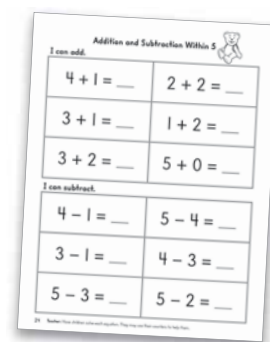 Addition and Subtraction Within 5
I can add.
4 + 1 = __ 2 + 2 = __
3 + 1 = __ 1 + 2 = __
3 + 2 = __ 5 + 0 = __
I can subtract.
4 − 1 = __ 5 − 4 = __
3 − 1 = __ 4 − 3 = __
5 − 3 = __ 5 − 2 = __